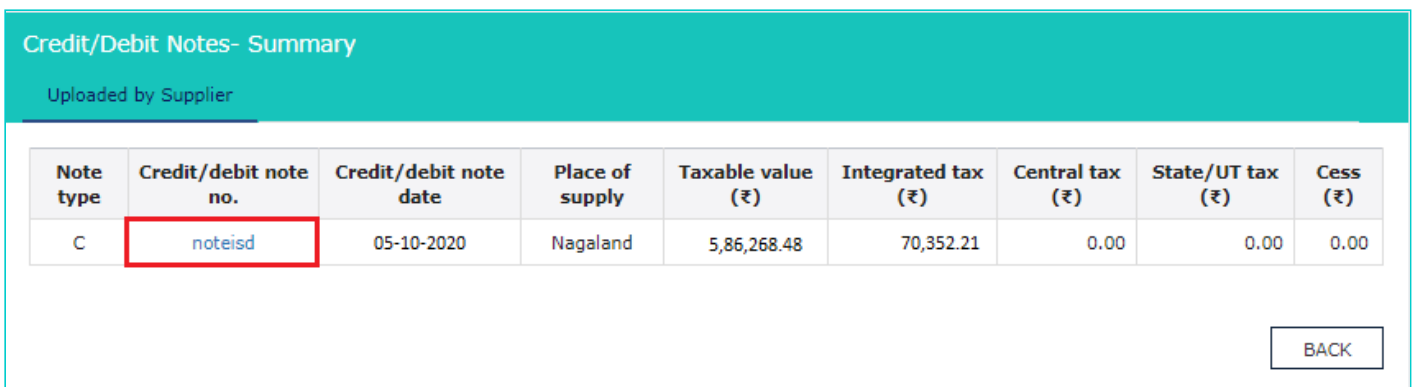 Credit/Debit Notes- Summary
Uploaded by Supplier
Note type Credit/debit note no. Credit/debit note date Place of supply Taxable value (₹) Integrated tax (₹) Central tax (₹) State/UT tax (₹) Cess (₹)
C noteisd 05-10-2020 Nagaland 5,86,268.48 70,352.21 0.00 0.00 0.00
BACK